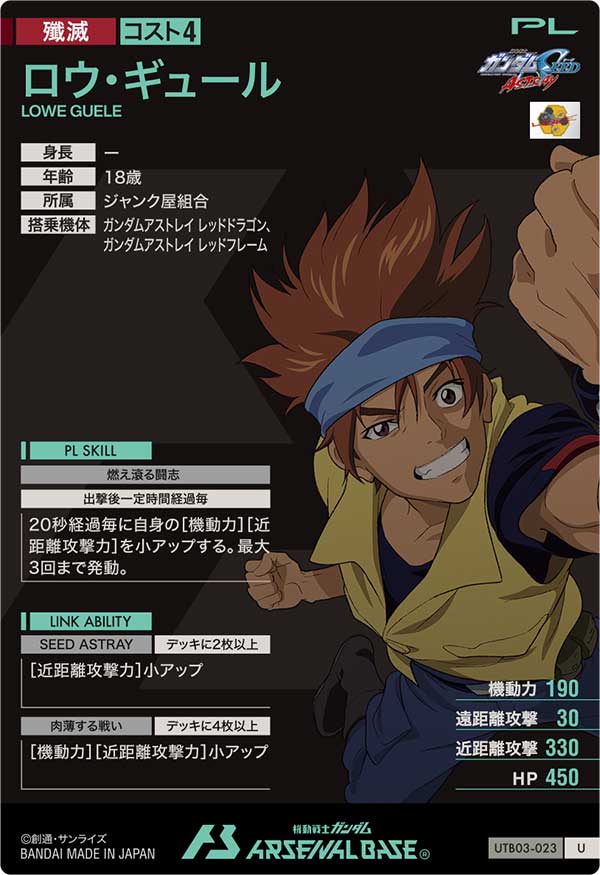 殲滅 コスト4 PL
ロウ・ギュール
LOWE GUELE
ガンダムSEED
ASTRAY
身長 ー
年齢 18歳
所属 ジャンク屋組合
搭乗機体 ガンダムアストレイ レッドドラゴン、
ガンダムアストレイ レッドフレーム
PL SKILL
燃え滾る闘志
出撃後一定時間経過毎
20秒経過毎に自身の[機動力][近
距離攻撃力]を小アップする。最大
3回まで発動。
LINK ABILITY
SEED ASTRAY デッキに2枚以上
[近距離攻撃力]小アップ
肉薄する戦い デッキに4枚以上
[機動力][近距離攻撃力]小アップ
機動力 190
遠距離攻撃 30
近距離攻撃 330
HP 450
©創通・サンライズ
BANDAI MADE IN JAPAN
機動戦士ガンダム
ARSENAL BASE®
UTB03-023 U